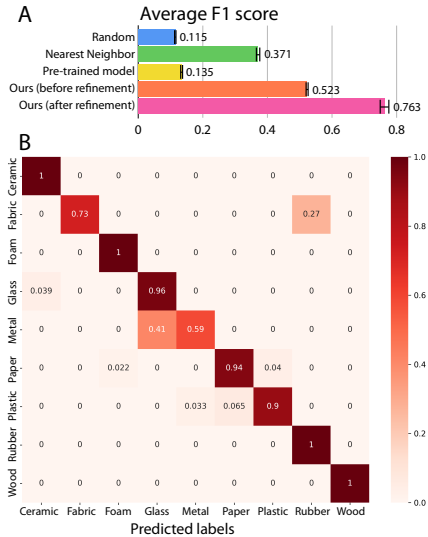 A
Average F1 score
Random 0.115
Nearest Neighbor 0.371
Pre-trained model 0.135
Ours (before refinement) 0.523
Ours (after refinement) 0.763
0 0.2 0.4 0.6 0.8
B
Ceramic 1 0 0 0 0 0 0 0 0
Fabric 0 0.73 0 0 0 0 0 0.27 0
Foam 0 0 1 0 0 0 0 0 0
Glass 0.039 0 0 0.96 0 0 0 0 0
Metal 0 0 0 0.41 0.59 0 0 0 0
Paper 0 0 0.022 0 0 0.94 0.04 0 0
Plastic 0 0 0 0 0.033 0.065 0.9 0 0
Rubber 0 0 0 0 0 0 0 1 0
Wood 0 0 0 0 0 0 0 0 1
Ceramic Fabric Foam Glass Metal Paper Plastic Rubber Wood
Predicted labels
1.0
0.8
0.6
0.4
0.2
0.0